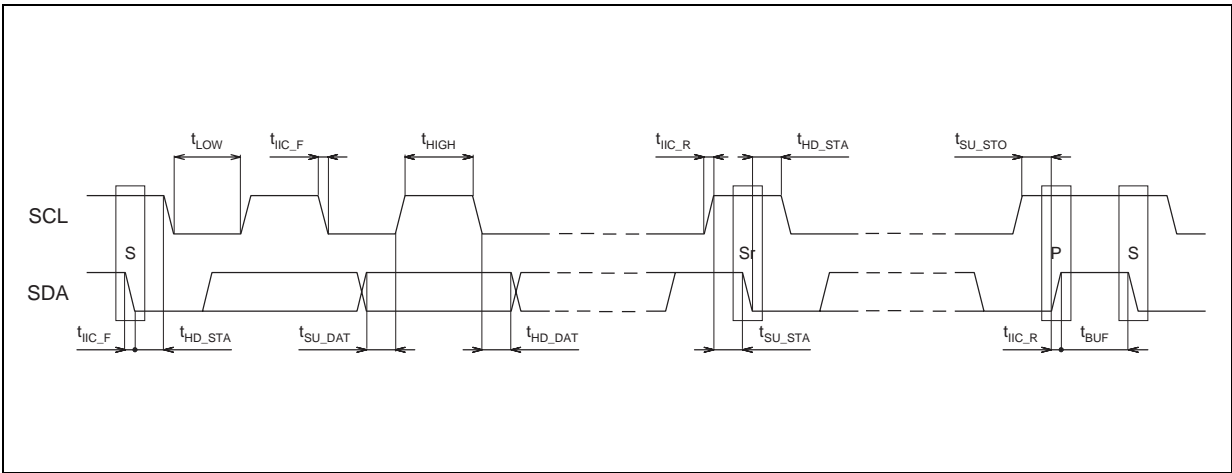 tLOW
tIIC_F
tHIGH
tIIC_R
tHD_STA
tSU_STO
SCL
S
Sr
P
S
SDA
tIIC_F
tHD_STA
tSU_DAT
tHD_DAT
tSU_STA
tIIC_R
tBUF